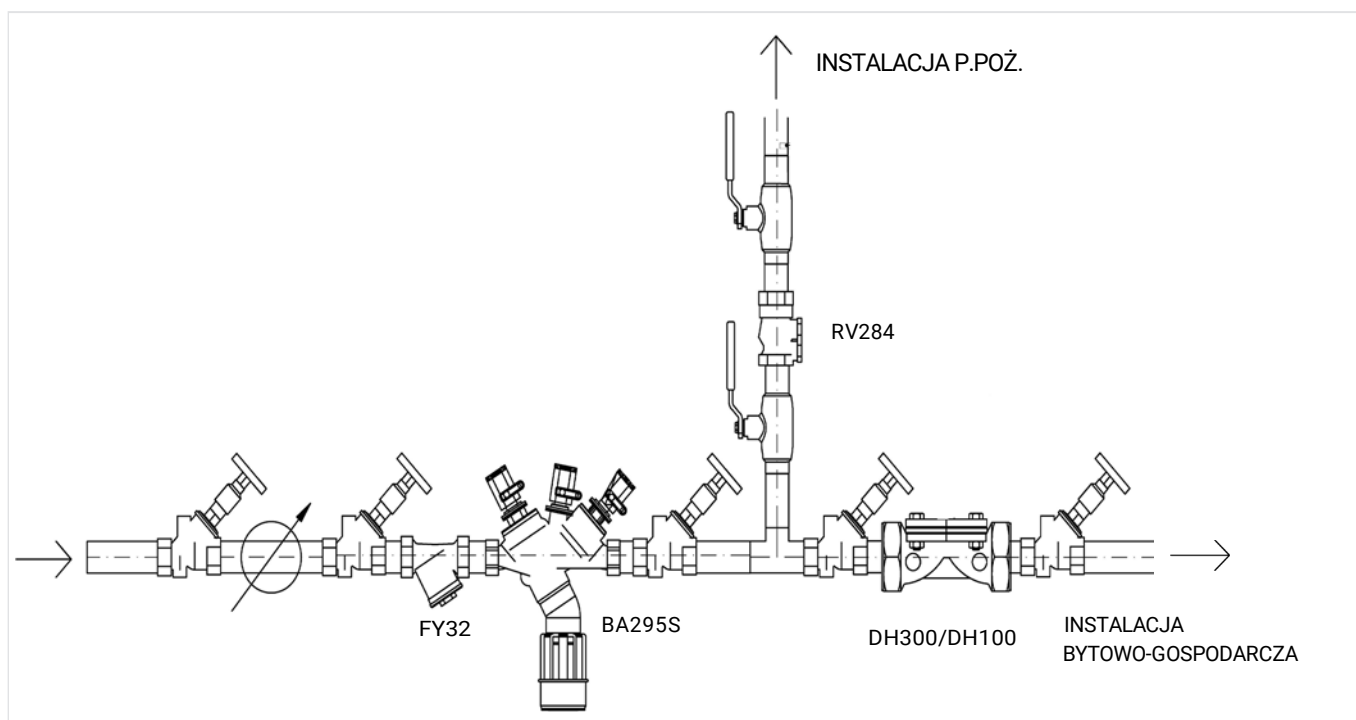 INSTALACJA P.POŻ.
RV284
FY32
BA295S
DH300/DH100
INSTALACJA
BYTOWO-GOSPODARCZA